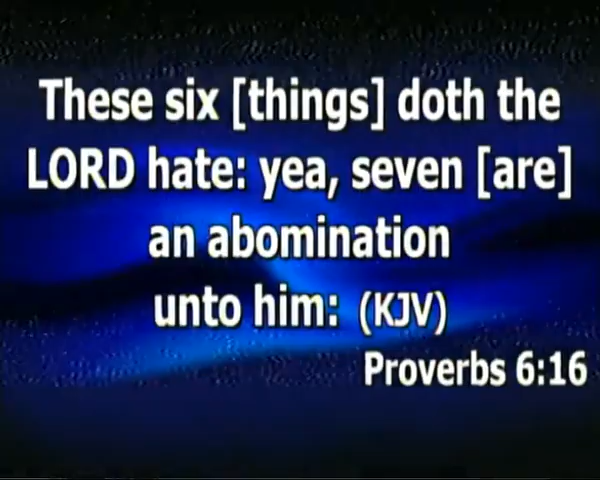 These six [things] doth the
LORD hate: yea, seven [are]
an abomination
unto him: (KJV)
Proverbs 6:16